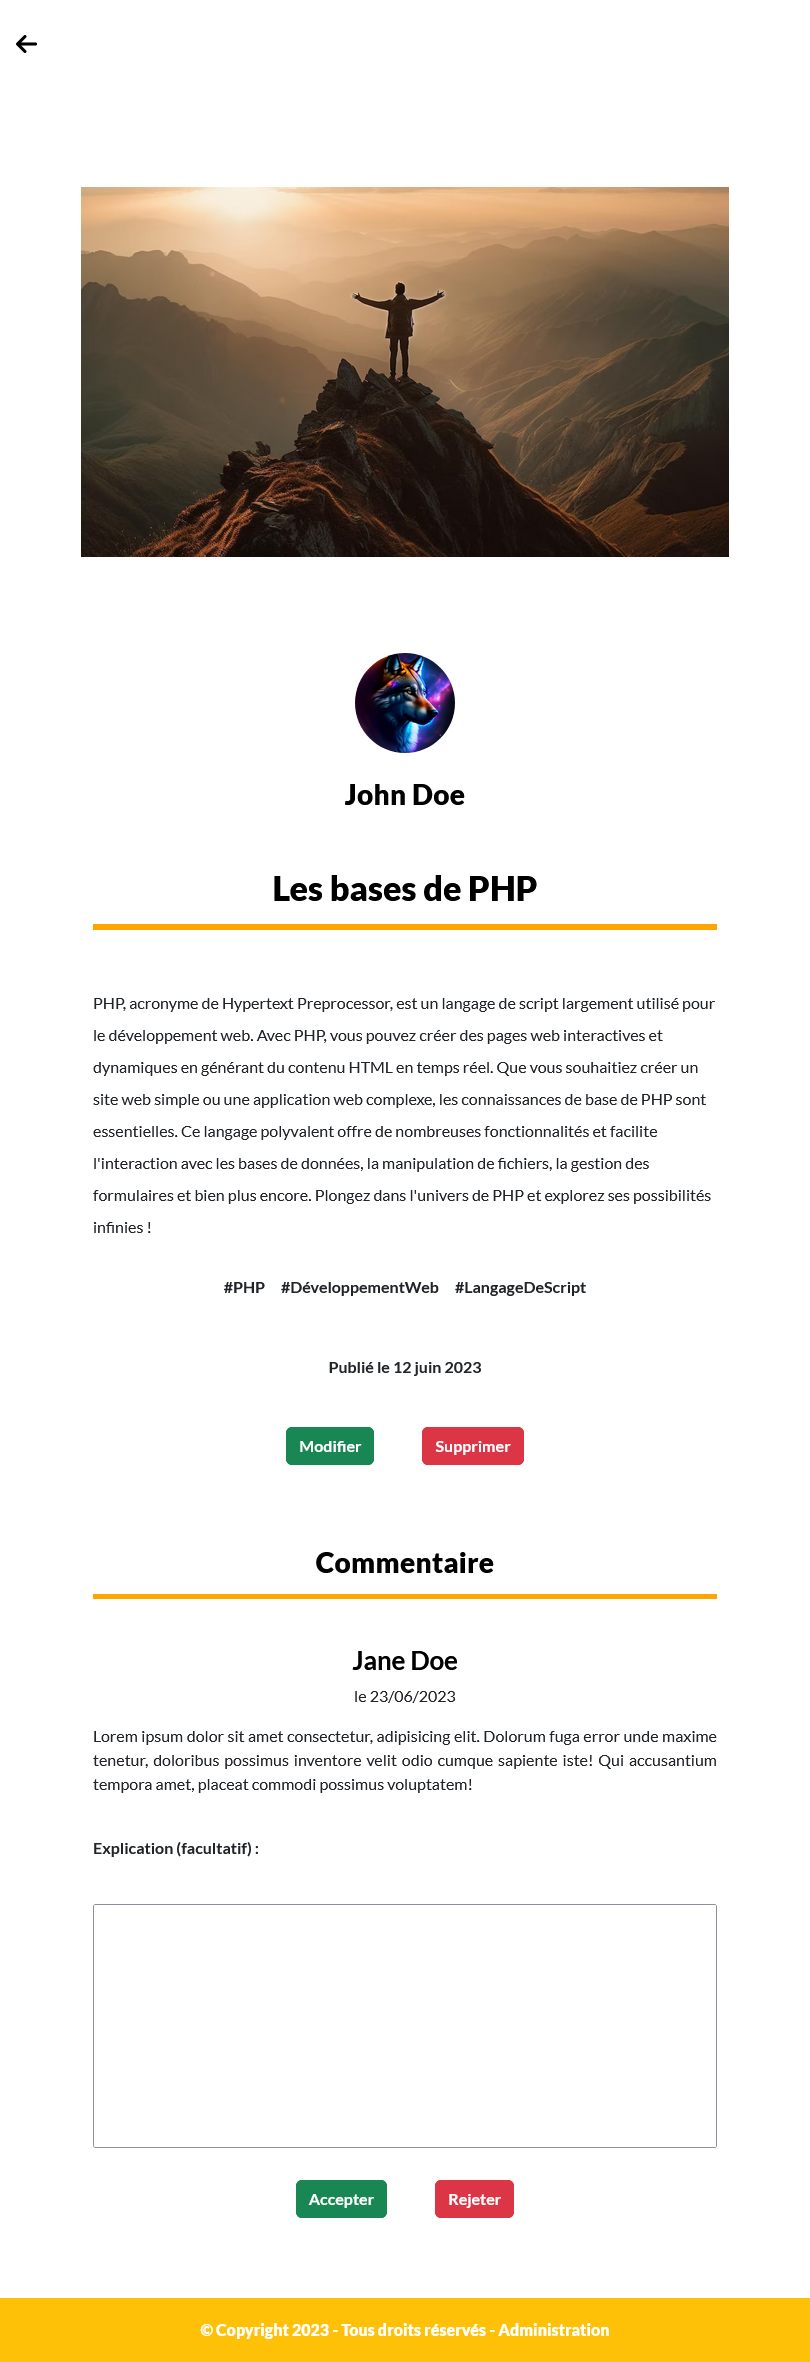 John Doe
Les bases de PHP
PHP, acronyme de Hypertext Preprocessor, est un langage de script largement utilisé pour
le développement web. Avec PHP, vous pouvez créer des pages web interactives et
dynamiques en générant du contenu HTML en temps réel. Que vous souhaitiez créer un
site web simple ou une application web complexe, les connaissances de base de PHP sont
essentielles. Ce langage polyvalent offre de nombreuses fonctionnalités et facilite
l'interaction avec les bases de données, la manipulation de fichiers, la gestion des
formulaires et bien plus encore. Plongez dans l'univers de PHP et explorez ses possibilités
infinies !
#PHP #DéveloppementWeb #LangageDeScript
Publié le 12 juin 2023
Modifier Supprimer
Commentaire
Jane Doe
le 23/06/2023
Lorem ipsum dolor sit amet consectetur, adipisicing elit. Dolorum fuga error unde maxime
tenetur, doloribus possimus inventore velit odio cumque sapiente iste! Qui accusantium
tempora amet, placeat commodi possimus voluptatem!
Explication (facultatif) :
Accepter Rejeter
© Copyright 2023 - Tous droits réservés - Administration